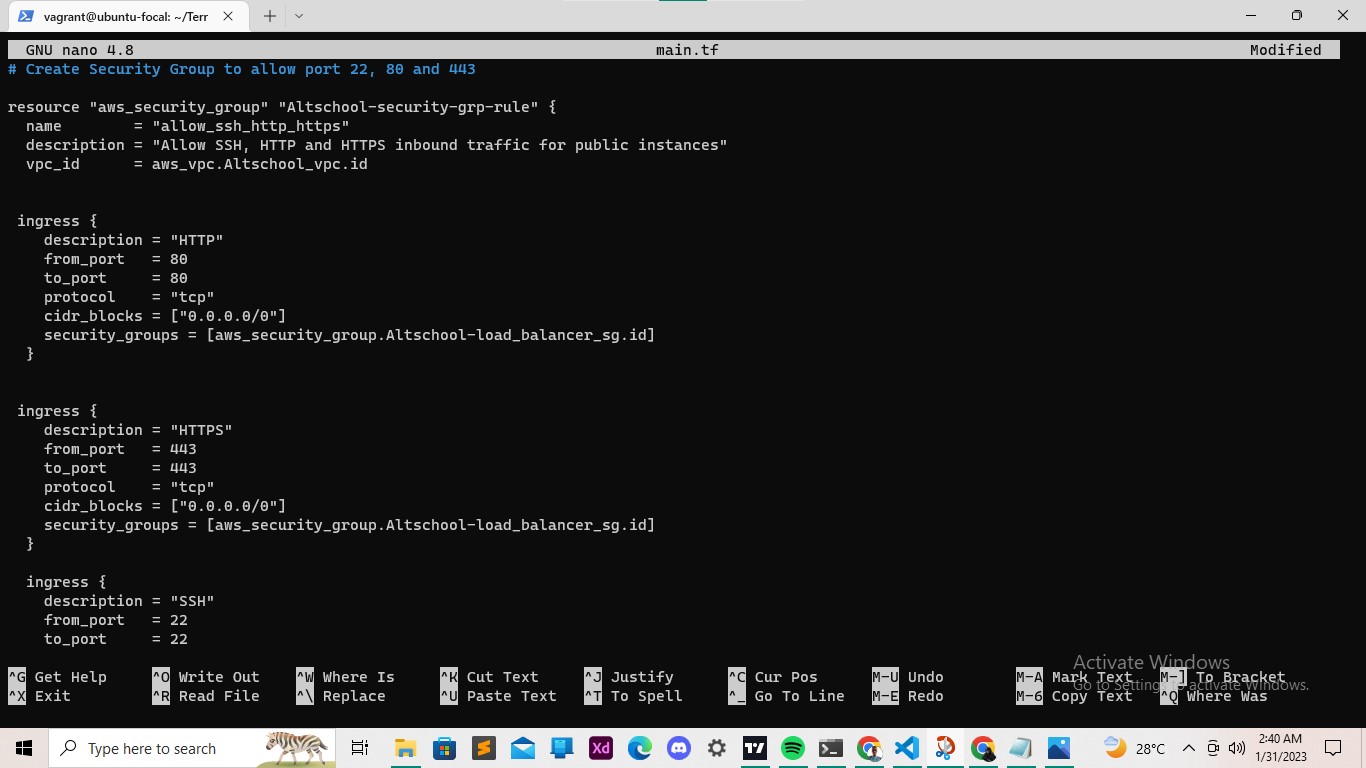 vagrant@ubuntu-focal: ~/Terr
GNU nano 4.8 main.tf Modified
# Create Security Group to allow port 22, 80 and 443
resource "aws_security_group" "Altschool-security-grp-rule" {
  name        = "allow_ssh_http_https"
  description = "Allow SSH, HTTP and HTTPS inbound traffic for public instances"
  vpc_id      = aws_vpc.Altschool_vpc.id
 ingress {
    description = "HTTP"
    from_port   = 80
    to_port     = 80
    protocol    = "tcp"
    cidr_blocks = ["0.0.0.0/0"]
    security_groups = [aws_security_group.Altschool-load_balancer_sg.id]
  }
 ingress {
    description = "HTTPS"
    from_port   = 443
    to_port     = 443
    protocol    = "tcp"
    cidr_blocks = ["0.0.0.0/0"]
    security_groups = [aws_security_group.Altschool-load_balancer_sg.id]
  }
  ingress {
    description = "SSH"
    from_port   = 22
    to_port     = 22
^G Get Help ^O Write Out ^W Where Is ^K Cut Text ^J Justify ^C Cur Pos M-U Undo M-A Mark Text M-] To Bracket
^X Exit ^R Read File ^\ Replace ^U Paste Text ^T To Spell ^_ Go To Line M-E Redo M-6 Copy Text ^Q Where Was
Activate Windows
Go to Settings to activate Windows.
Type here to search
Xd
28°C
2:40 AM
1/31/2023